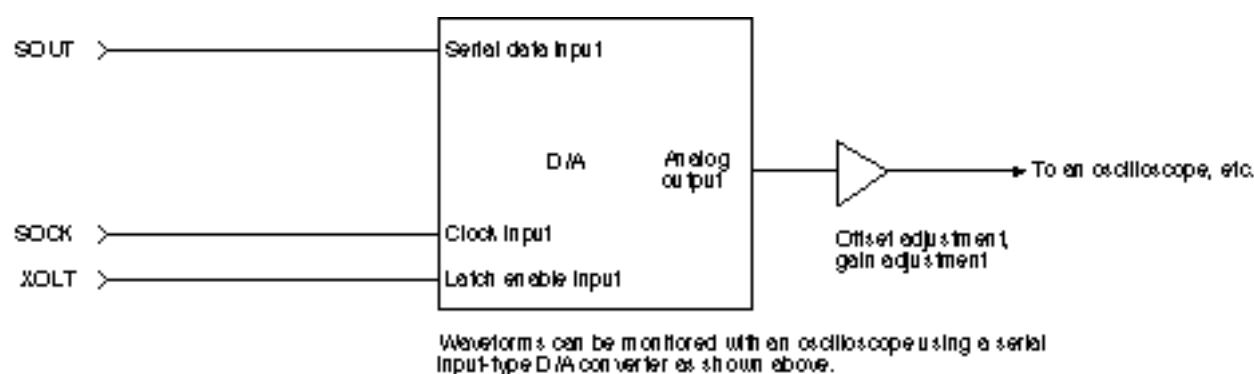 SOUT
Serial data input
D/A
Analog
output
To an oscilloscope, etc.
SOCK
Clock input
Offset adjustment,
gain adjustment
XOLT
Latch enable input
Waveforms can be monitored with an oscilloscope using a serial
input-type D/A converter as shown above.